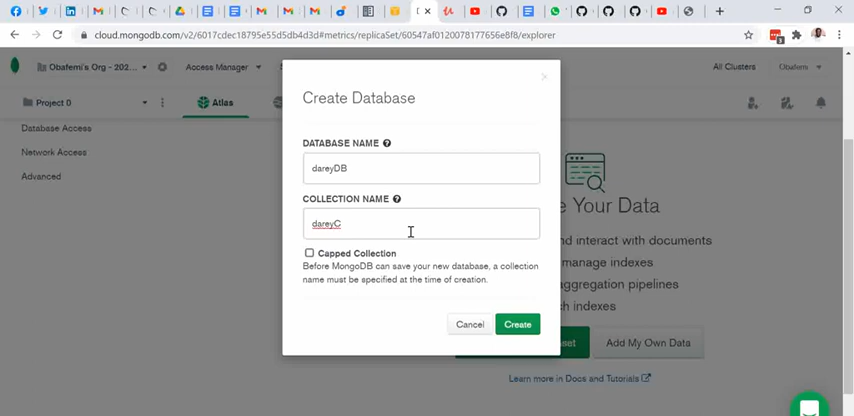 cloud.mongodb.com/v2/6017cdec18795e55d5db4d3d#metrics/replicaSet/60547af0120078177656e8f8/explorer
Obafemi's Org - 202...
Access Manager
All Clusters
Obafemi
Project 0
Atlas
Database Access
Network Access
Advanced
Create Database
DATABASE NAME
dareyDB
COLLECTION NAME
dareyC
Capped Collection
Before MongoDB can save your new database, a collection
name must be specified at the time of creation.
Cancel
Create
e Your Data
nd interact with documents
manage indexes
aggregation pipelines
ch indexes
Add My Own Data
Learn more in Docs and Tutorials